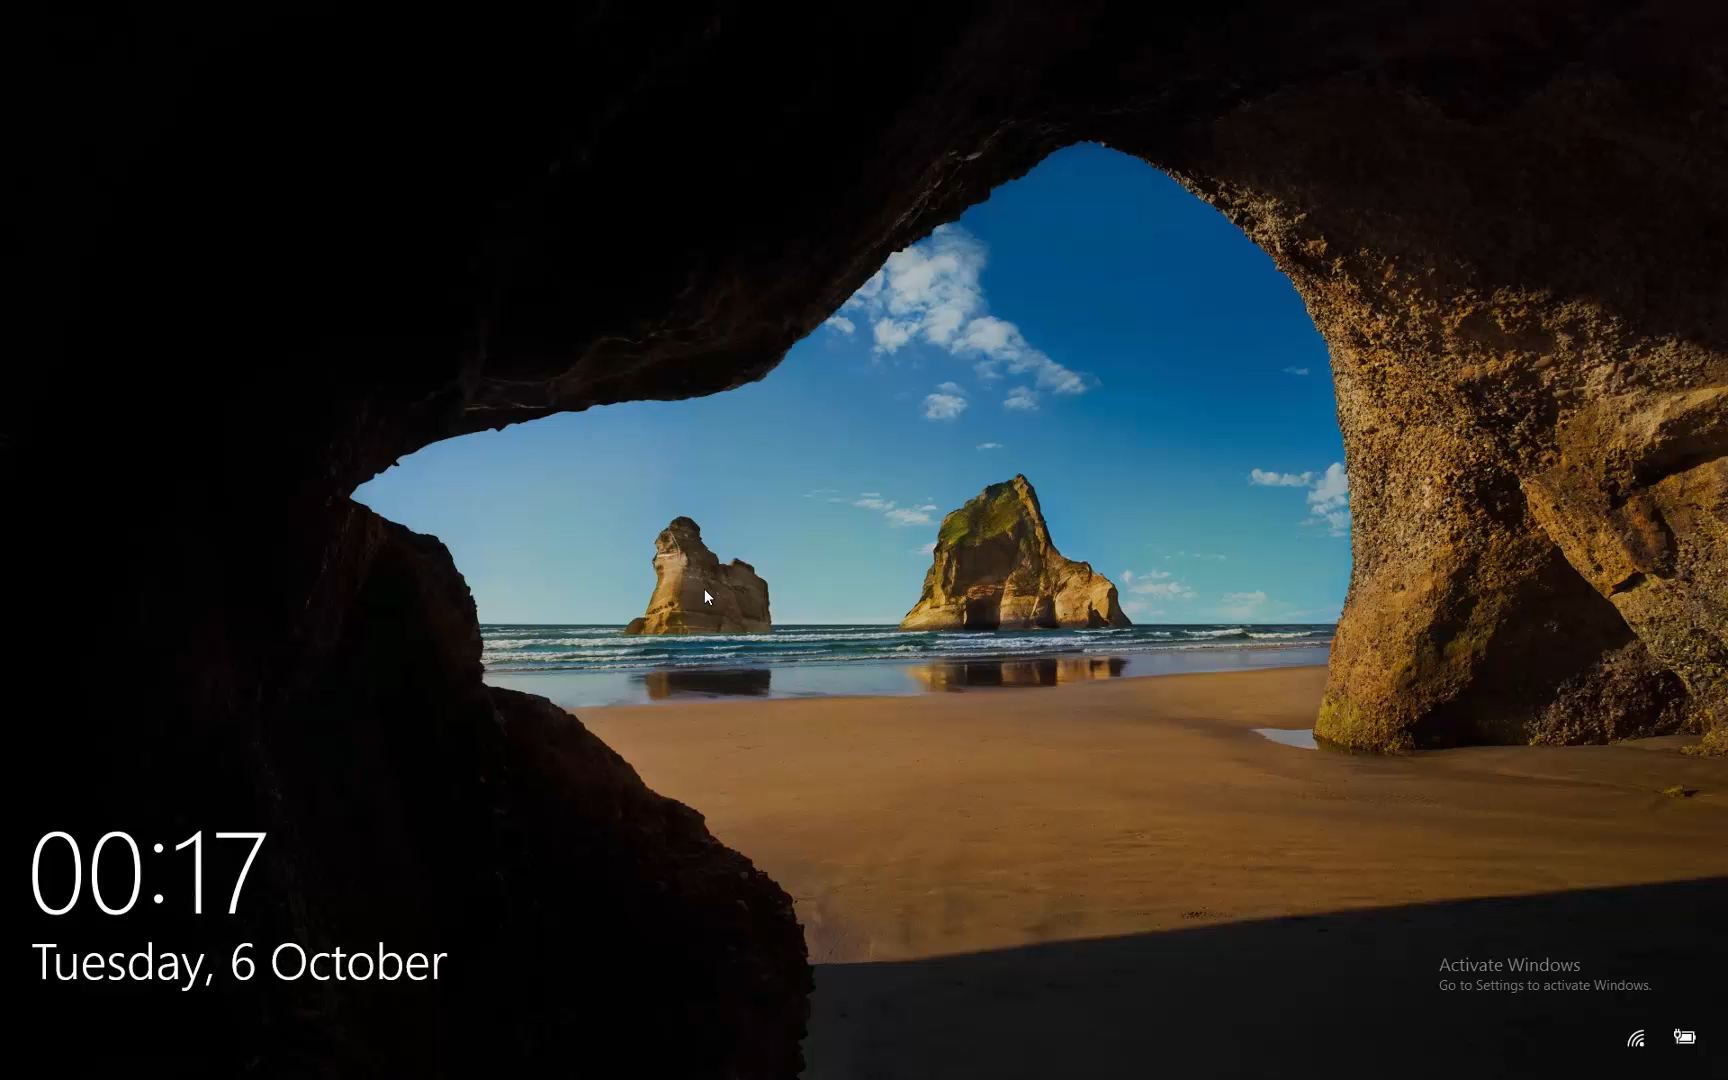 00:17
Tuesday, 6 October
Activate Windows
Go to Settings to activate Windows.